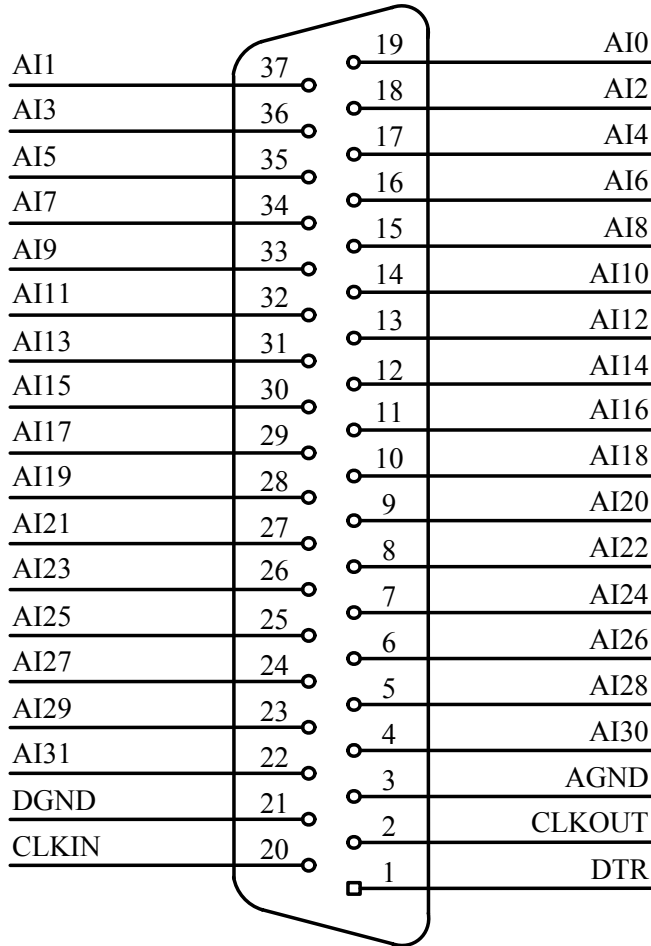 19 AI0
AI1 37
18 AI2
AI3 36
17 AI4
AI5 35
16 AI6
AI7 34
15 AI8
AI9 33
14 AI10
AI11 32
13 AI12
AI13 31
12 AI14
AI15 30
11 AI16
AI17 29
10 AI18
AI19 28
9 AI20
AI21 27
8 AI22
AI23 26
7 AI24
AI25 25
6 AI26
AI27 24
5 AI28
AI29 23
4 AI30
AI31 22
3 AGND
DGND 21
2 CLKOUT
CLKIN 20
1 DTR